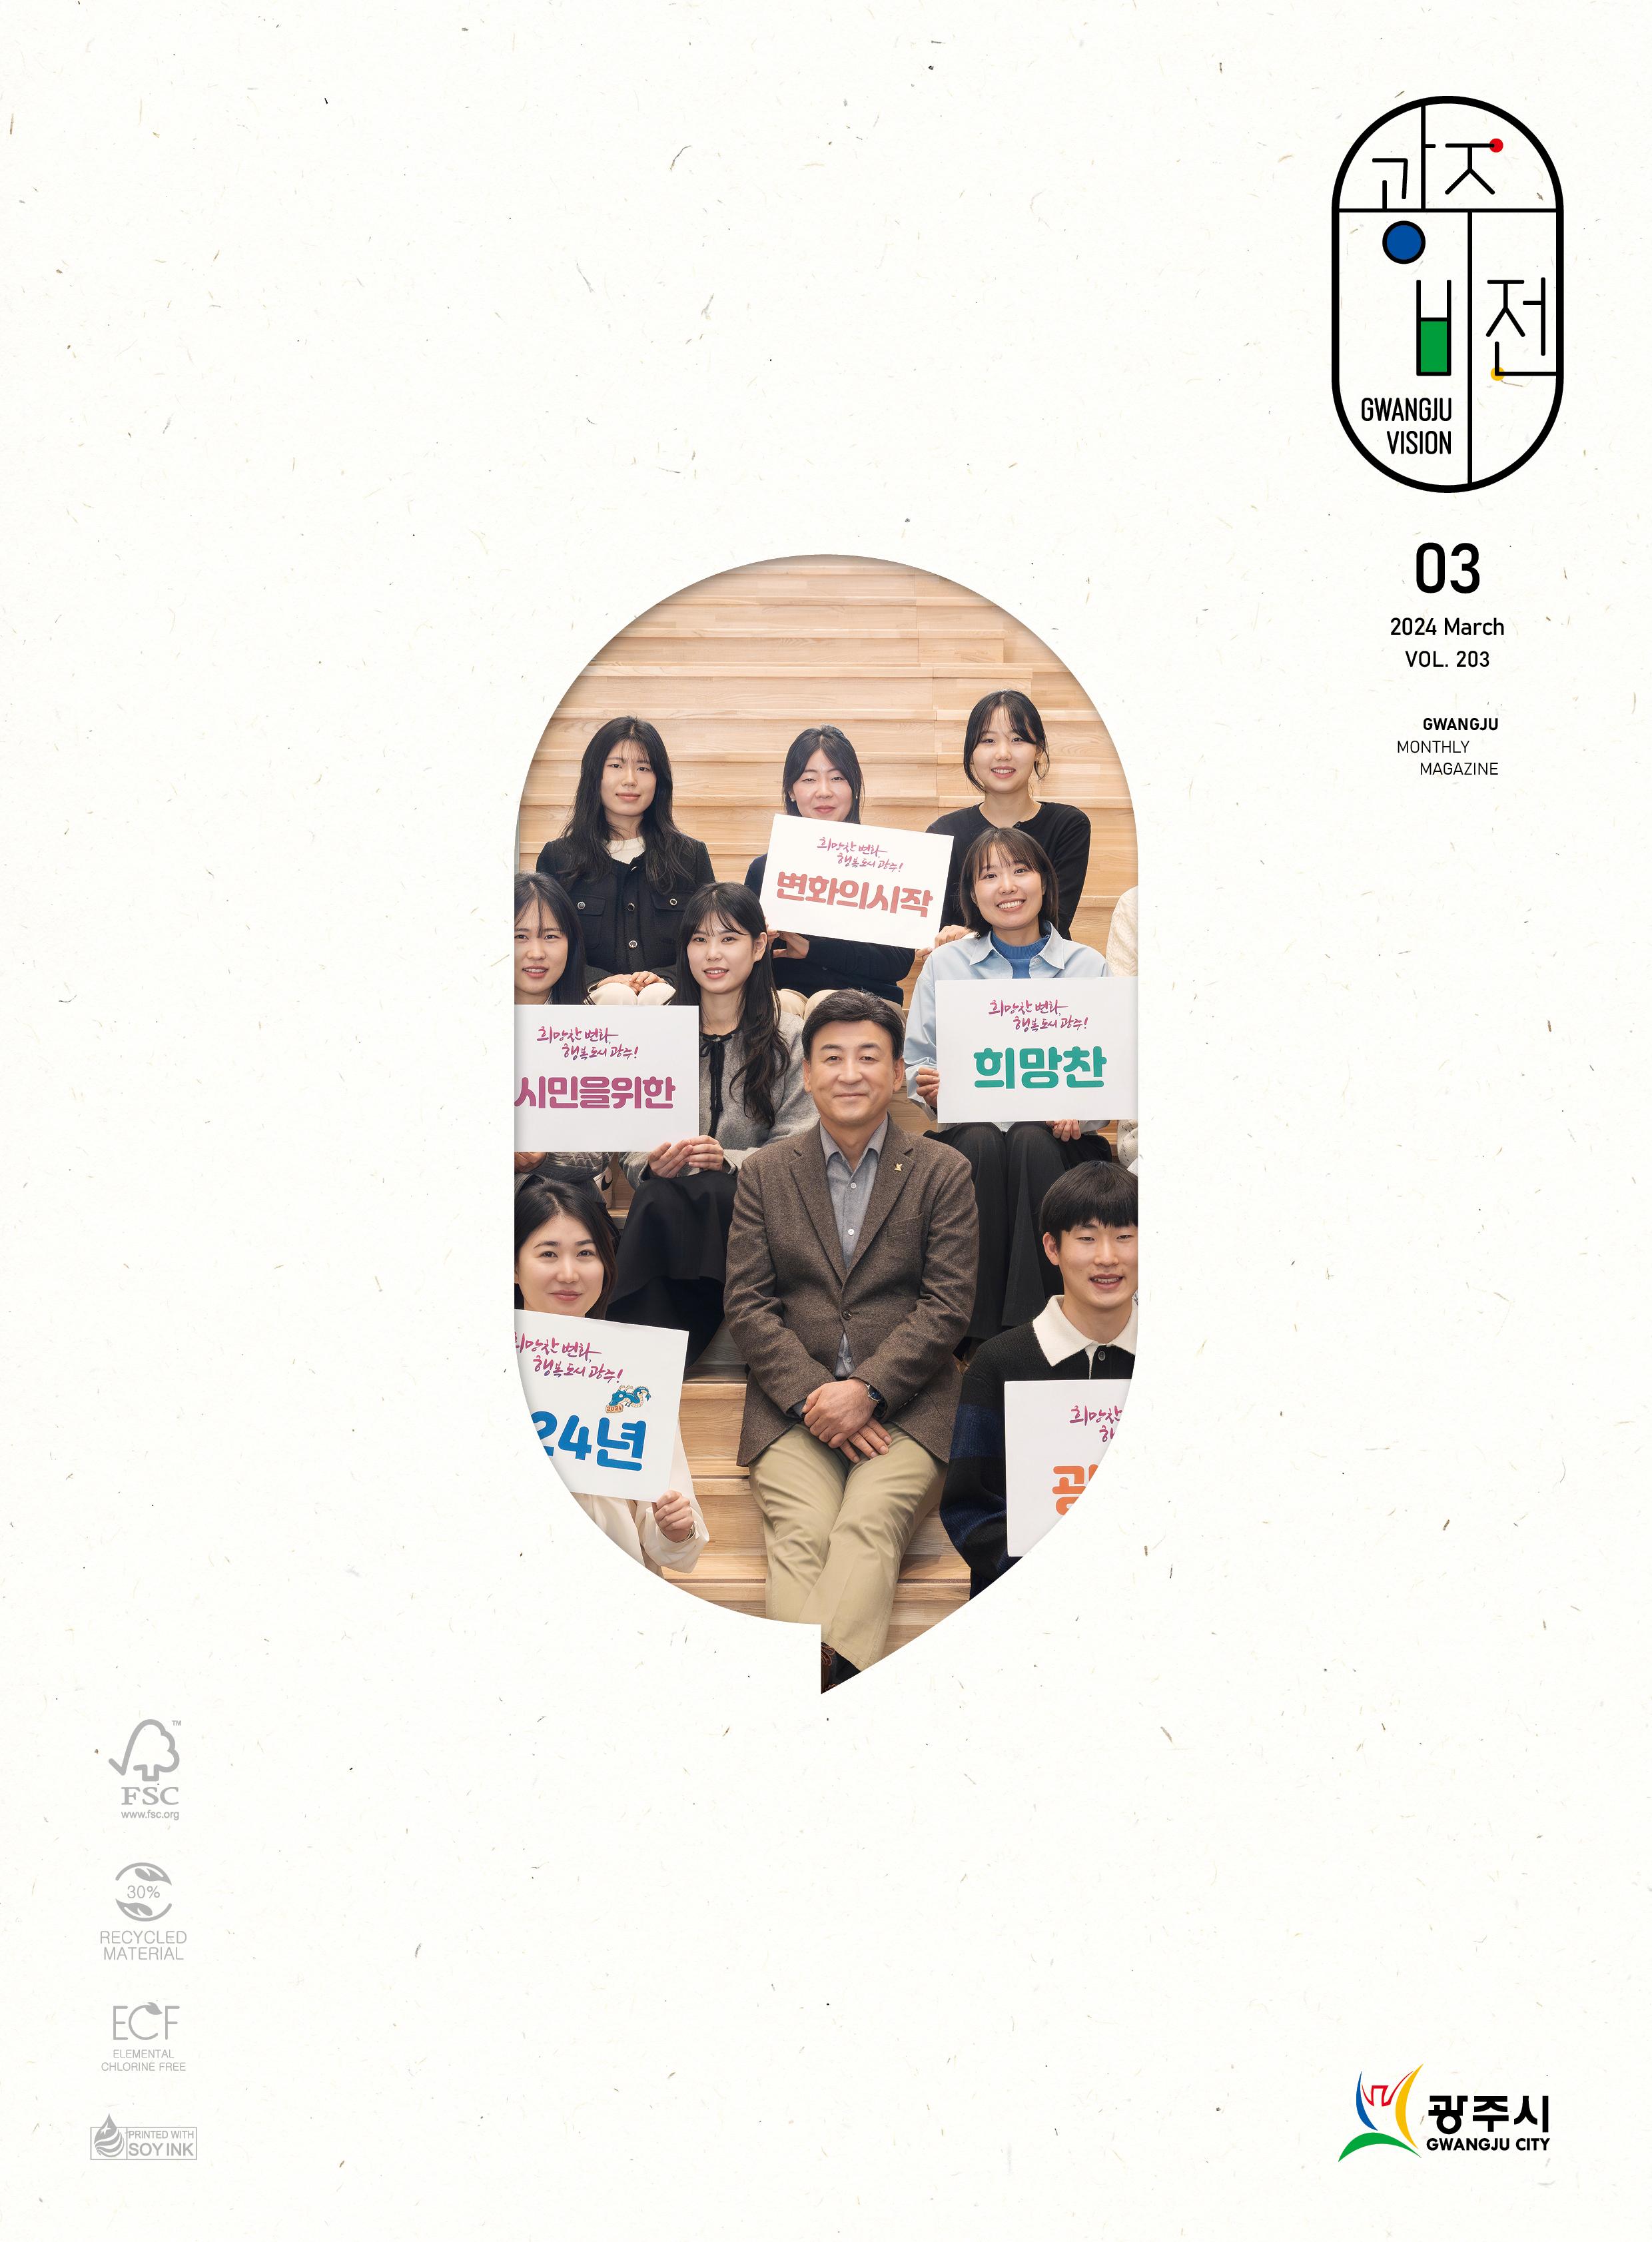 광주
비전
GWANGJU
VISION
03
2024 March
VOL. 203
GWANGJU
MONTHLY
MAGAZINE
희망찬 변화,
행복도시 광주!
변화의시작
희망찬 변화,
행복도시 광주!
시민을위한
희망찬 변화,
행복도시 광주!
희망찬
희망찬 변화,
행복도시 광주!
2024
24년
희망찬
FSC
www.fsc.org
30%
RECYCLED
MATERIAL
ECF
ELEMENTAL
CHLORINE FREE
PRINTED WITH
SOY INK
광주시
GWANGJU CITY